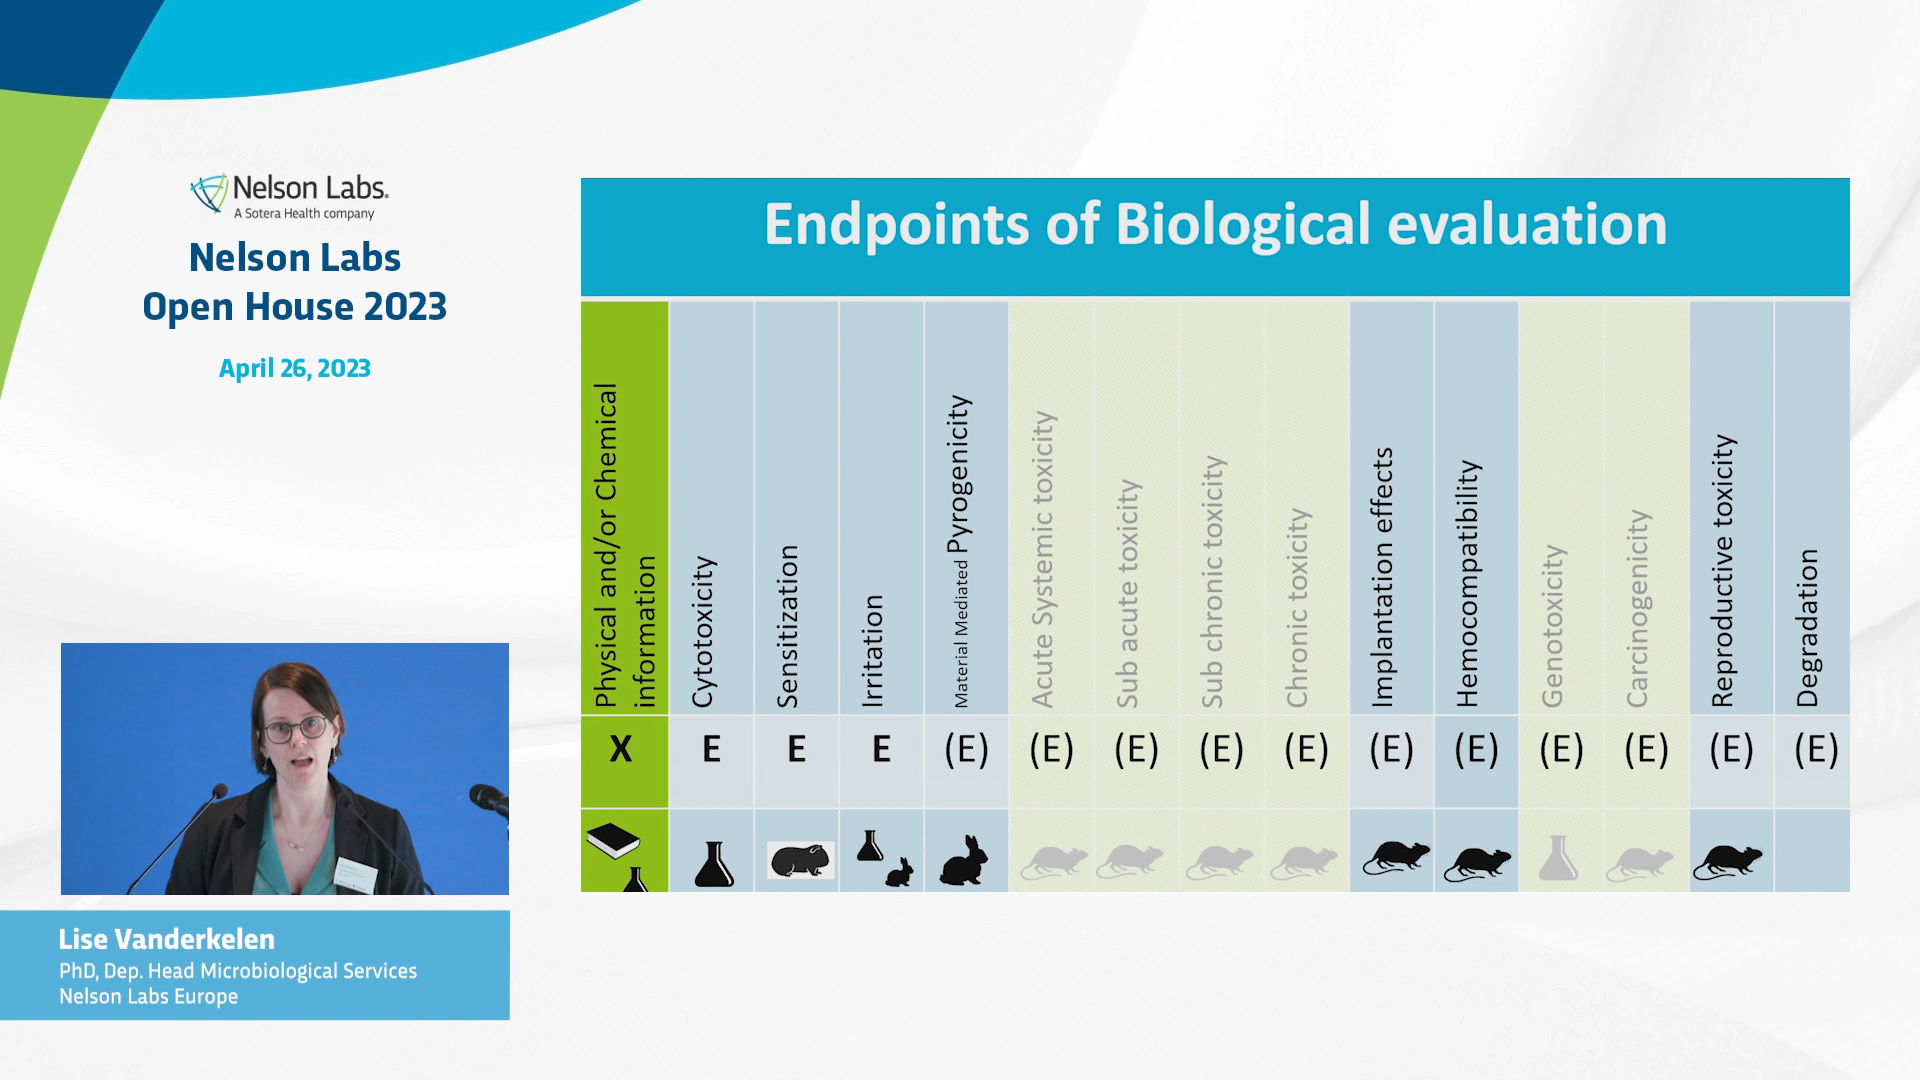 Nelson Labs.
A Sotera Health company
Nelson Labs
Open House 2023
April 26, 2023
Lise Vanderkelen
PhD, Dep. Head Microbiological Services
Nelson Labs Europe
Endpoints of Biological evaluation
Physical and/or Chemical
information
Cytotoxicity
Sensitization
Irritation
Material Mediated Pyrogenicity
Acute Systemic toxicity
Sub acute toxicity
Sub chronic toxicity
Chronic toxicity
Implantation effects
Hemocompatibility
Genotoxicity
Carcinogenicity
Reproductive toxicity
Degradation
X E E E (E) (E) (E) (E) (E) (E) (E) (E) (E) (E) (E)